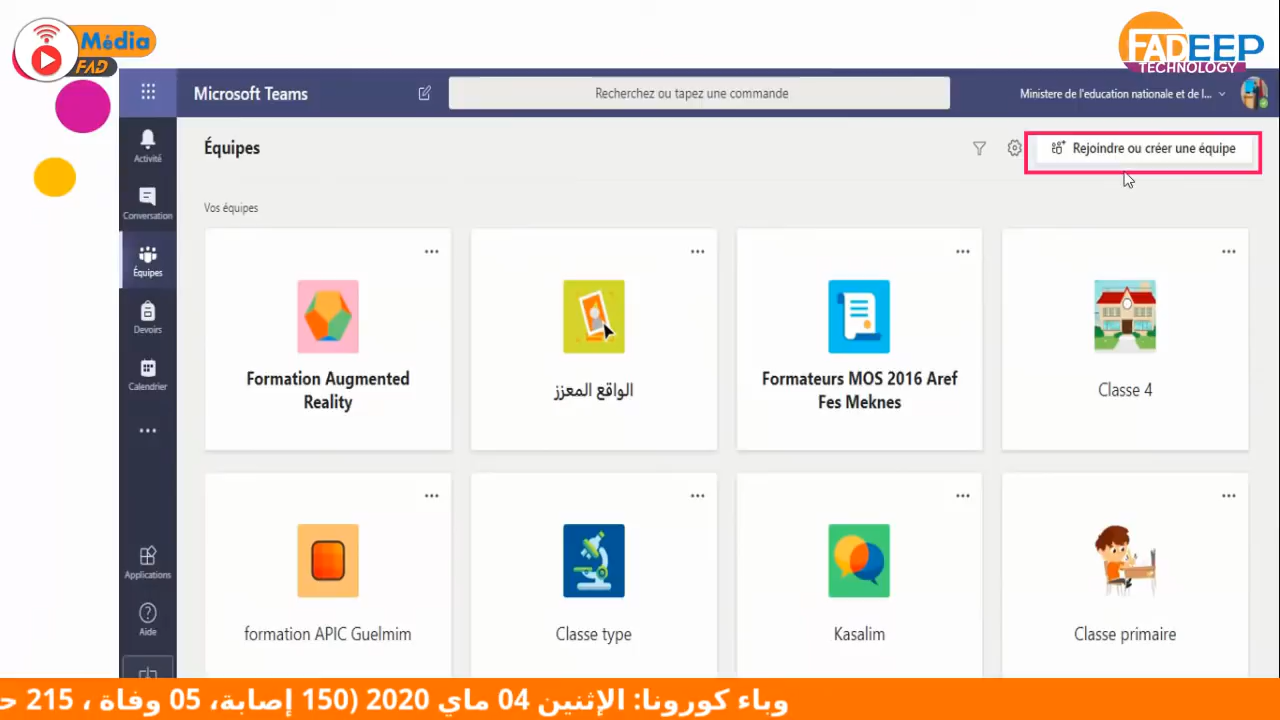 Média
FAD
FADEEP
TECHNOLOGY
Microsoft Teams
Recherchez ou tapez une commande
Ministere de l'education nationale et de l...
Activité
Conversation
Équipes
Devoirs
Calendrier
Applications
Aide
Équipes
Rejoindre ou créer une équipe
Vos équipes
Formation Augmented
Reality
الواقع المعزز
Formateurs MOS 2016 Aref
Fes Meknes
Classe 4
formation APIC Guelmim
Classe type
Kasalim
Classe primaire
وباء كورونا: الإثنين 04 ماي 2020 (150 إصابة، 05 وفاة ، 215